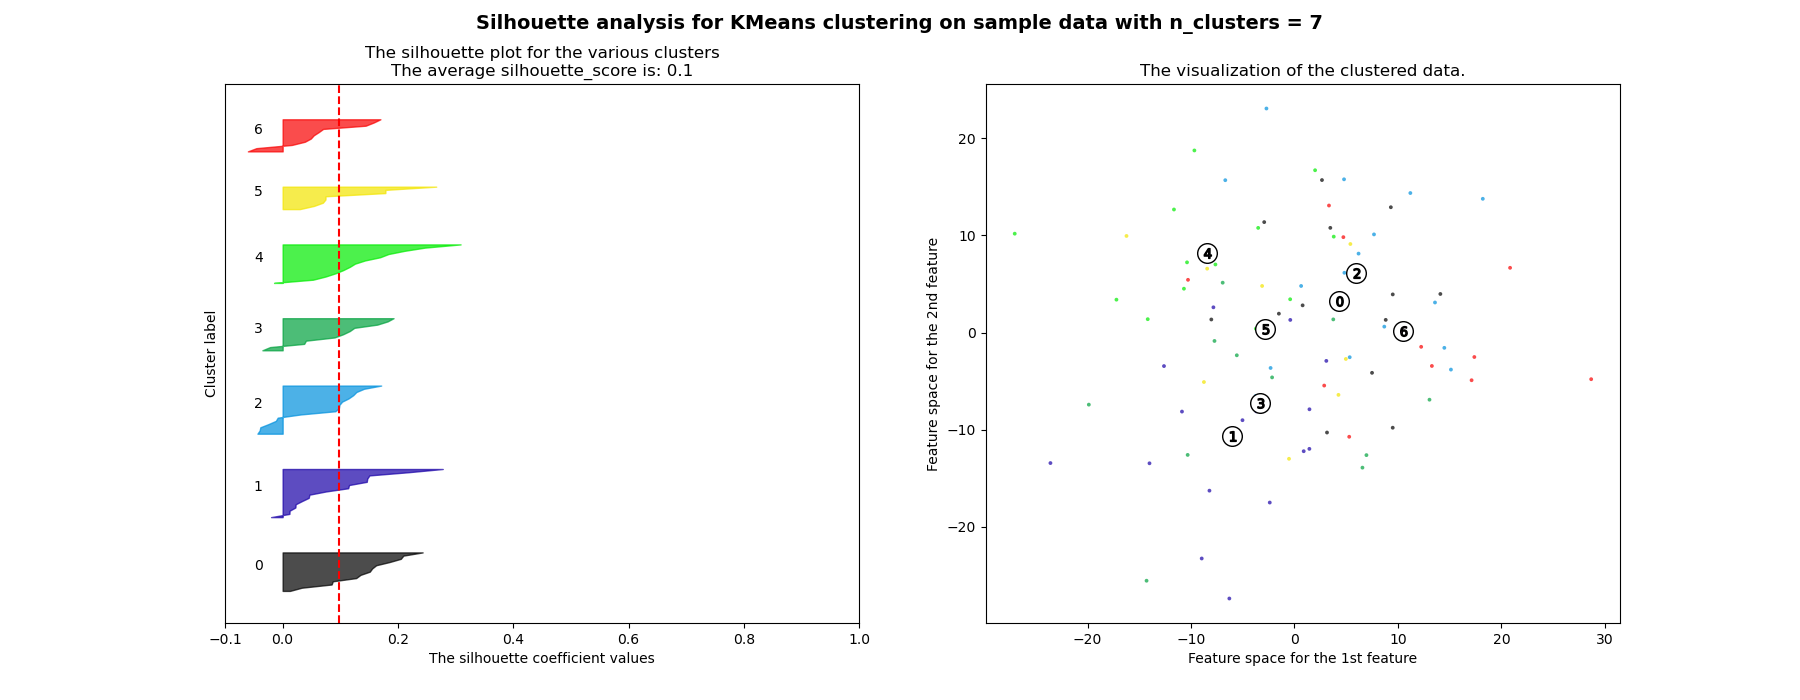 Silhouette analysis for KMeans clustering on sample data with n_clusters = 7
The silhouette plot for the various clusters
The average silhouette_score is: 0.1
6
5
4
3
2
1
0
Cluster label
−0.1 0.0 0.2 0.4 0.6 0.8 1.0
The silhouette coefficient values
The visualization of the clustered data.
20
10
0
−10
−20
Feature space for the 2nd feature
4
2
0
5
6
3
1
−20 −10 0 10 20 30
Feature space for the 1st feature